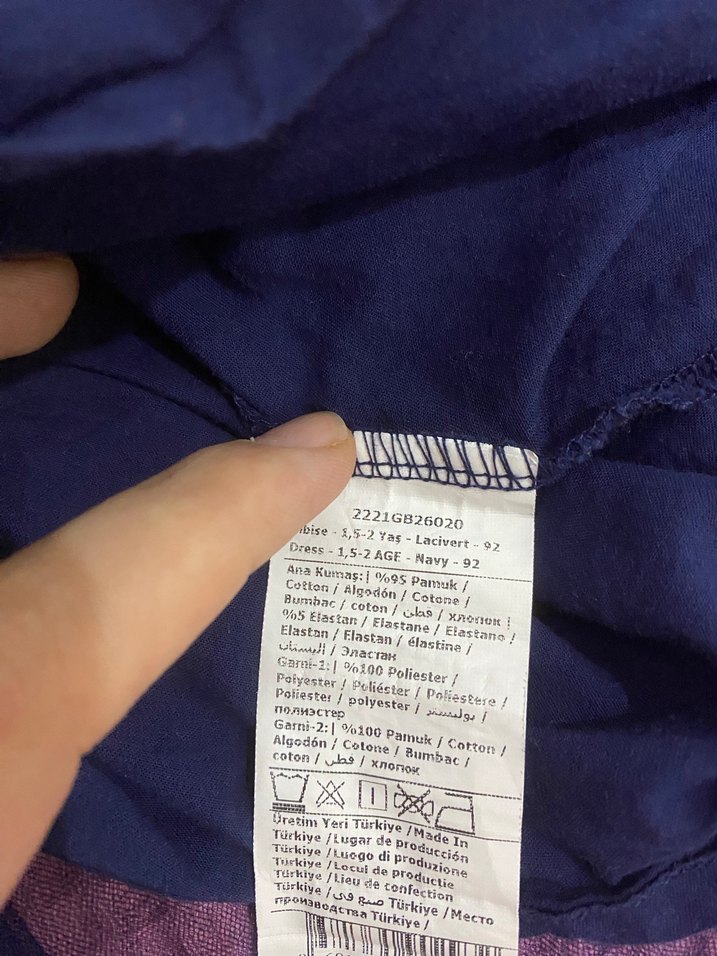 2221GB26020
bise - 1,5-2 Yaş - Lacivert - 92
Dress - 1,5-2 AGE - Navy - 92
Ana Kumaş:| %95 Pamuk /
Cotton / Algodón / Cotone /
Bumbac / coton / قطن / хлопок |
%5 Elastan / Elastane / Elastano /
Elastan / Elastan / élastine /
اليستان / Эластан
Garni-1:| %100 Poliester /
Polyester / Poliéster / Poliestere /
Poliester / polyester / بوليستر /
полиэстер
Garni-2:| %100 Pamuk / Cotton /
Algodón / Cotone / Bumbac /
coton / قطن / хлопок
Üretim Yeri Türkiye /Made In
Türkiye /Lugar de producción
Türkiye /Luogo di produzione
Türkiye /Locul de productie
Türkiye /Lieu de confection
Türkiye /صنع في Türkiye /Место
производства Türkiye /